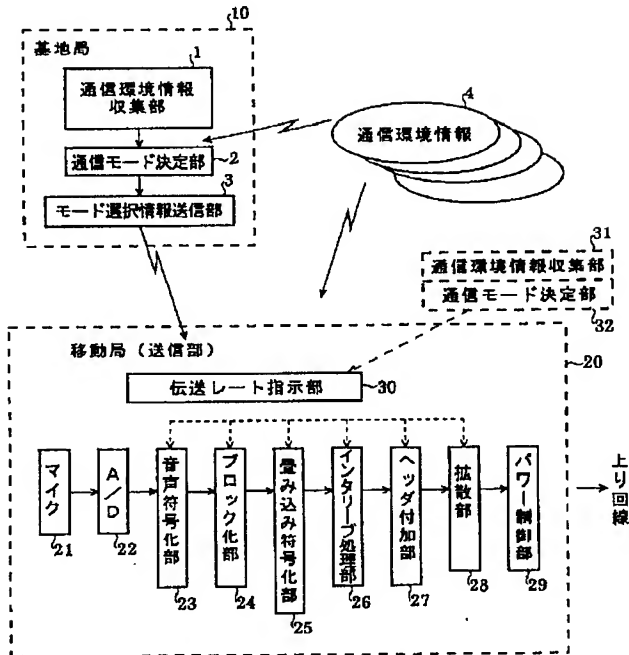 10
基地局
1
通信環境情報
収集部
通信モード決定部
2
3
モード選択情報送信部
4
通信環境情報
31
通信環境情報収集部
通信モード決定部
32
移動局(送信部)
20
伝送レート指示部
30
マイク
21
A/D
22
音声符号化部
23
ブロック化部
24
畳み込み符号化部
25
インタリーブ処理部
26
ヘッダ付加部
27
拡散部
28
パワー制御部
29
上り回線